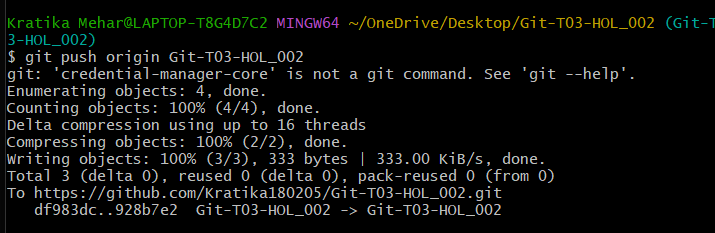 Kratika Mehar@LAPTOP-T8G4D7C2 MINGW64 ~/OneDrive/Desktop/Git-T03-HOL_002 (Git-T0
3-HOL_002)
$ git push origin Git-T03-HOL_002
git: 'credential-manager-core' is not a git command. See 'git --help'.
Enumerating objects: 4, done.
Counting objects: 100% (4/4), done.
Delta compression using up to 16 threads
Compressing objects: 100% (2/2), done.
Writing objects: 100% (3/3), 333 bytes | 333.00 KiB/s, done.
Total 3 (delta 0), reused 0 (delta 0), pack-reused 0 (from 0)
To https://github.com/Kratika180205/Git-T03-HOL_002.git
   df983dc..928b7e2  Git-T03-HOL_002 -> Git-T03-HOL_002